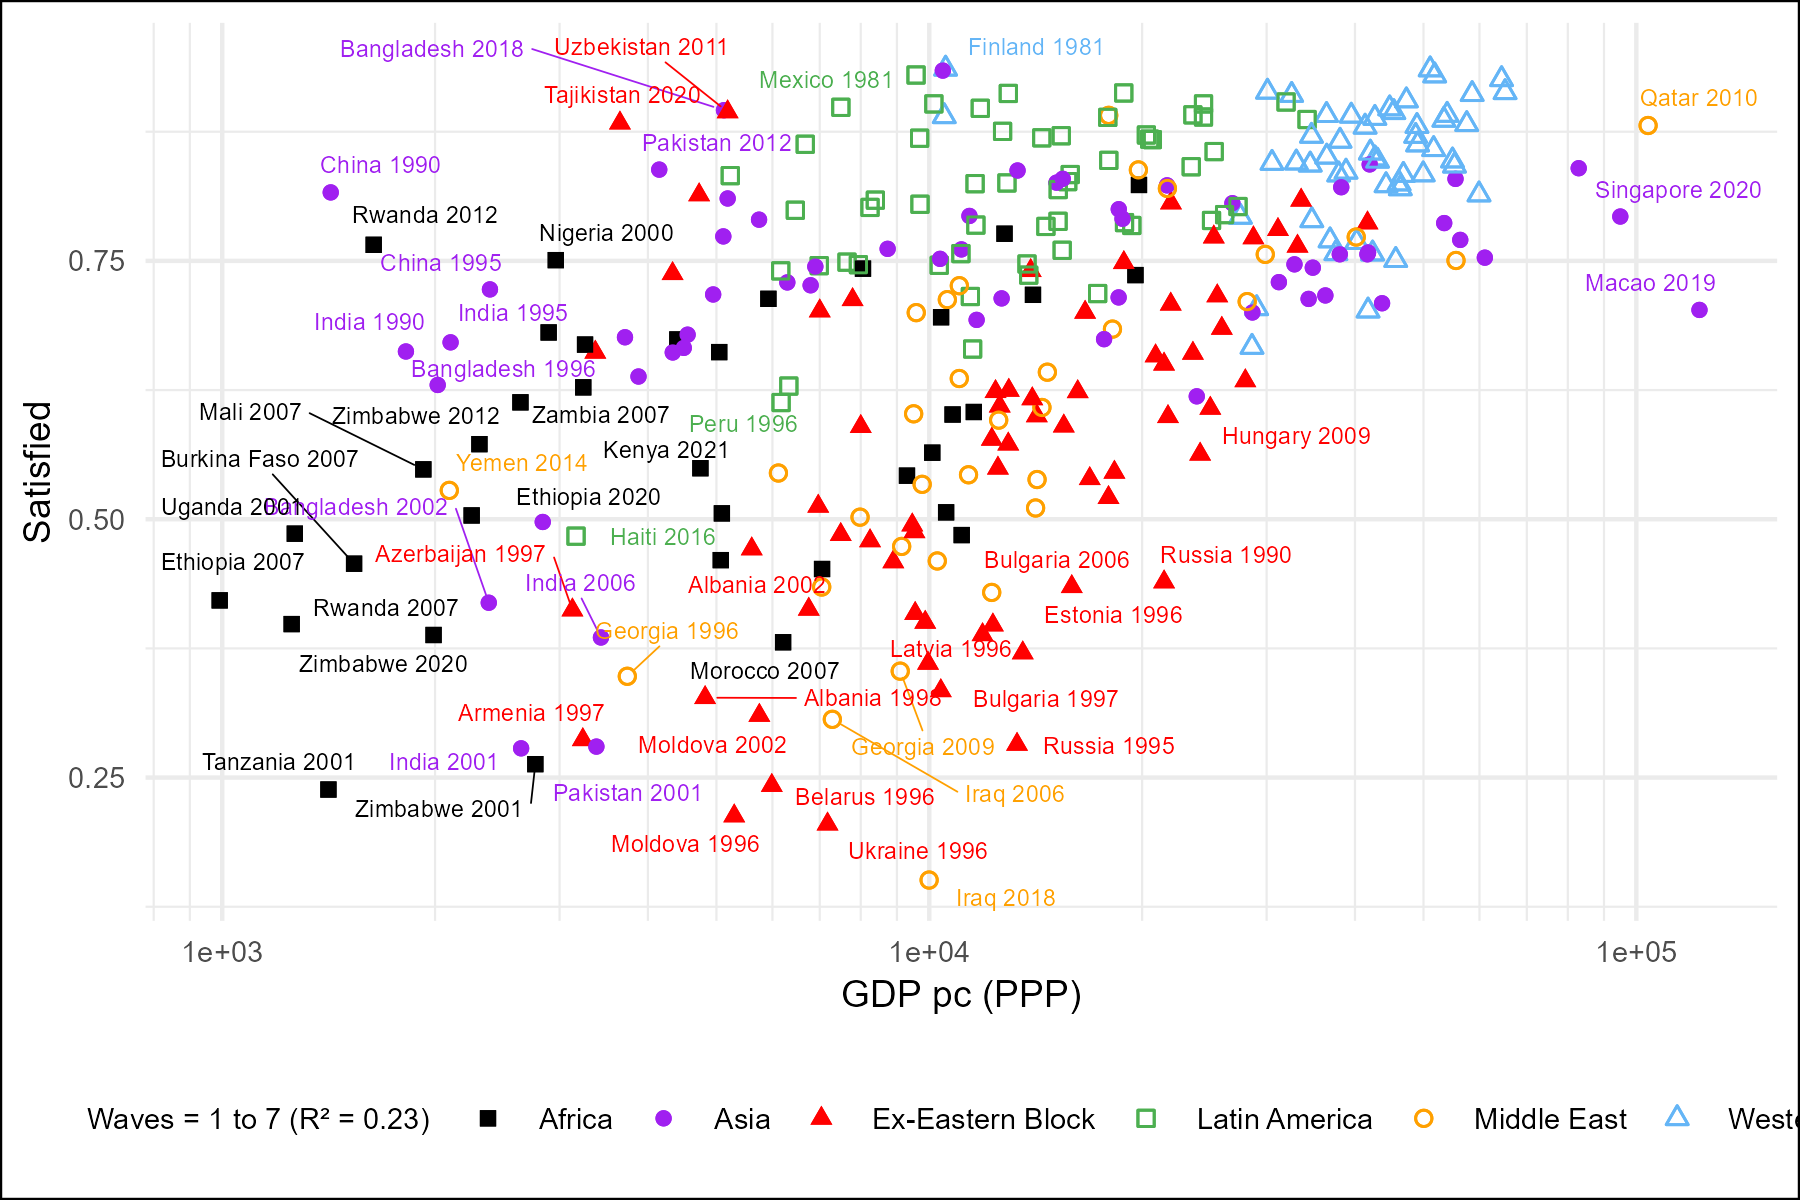 Bangladesh 2018
Uzbekistan 2011
Finland 1981
Mexico 1981
Tajikistan 2020
Qatar 2010
Pakistan 2012
China 1990
Singapore 2020
Rwanda 2012
Nigeria 2000
0.75
China 1995
Macao 2019
India 1995
India 1990
Bangladesh 1996
Mali 2007
Zimbabwe 2012
Zambia 2007
Peru 1996
Hungary 2009
Kenya 2021
Burkina Faso 2007
Yemen 2014
Ethiopia 2020
Uganda 2001
Bangladesh 2002
0.50
Haiti 2016
Azerbaijan 1997
Russia 1990
Ethiopia 2007
Bulgaria 2006
India 2006
Albania 2002
Rwanda 2007
Estonia 1996
Georgia 1996
Latvia 1996
Zimbabwe 2020
Morocco 2007
Albania 1998
Bulgaria 1997
Armenia 1997
Moldova 2002
Georgia 2009
Russia 1995
Tanzania 2001
India 2001
0.25
Pakistan 2001
Iraq 2006
Belarus 1996
Zimbabwe 2001
Moldova 1996
Ukraine 1996
Iraq 2018
Satisfied
1e+03
1e+04
1e+05
GDP pc (PPP)
Waves = 1 to 7 (R² = 0.23)
Africa
Asia
Ex-Eastern Block
Latin America
Middle East